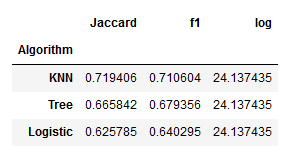 Jaccard f1 log
Algorithm
KNN 0.719406 0.710604 24.137435
Tree 0.665842 0.679356 24.137435
Logistic 0.625785 0.640295 24.137435